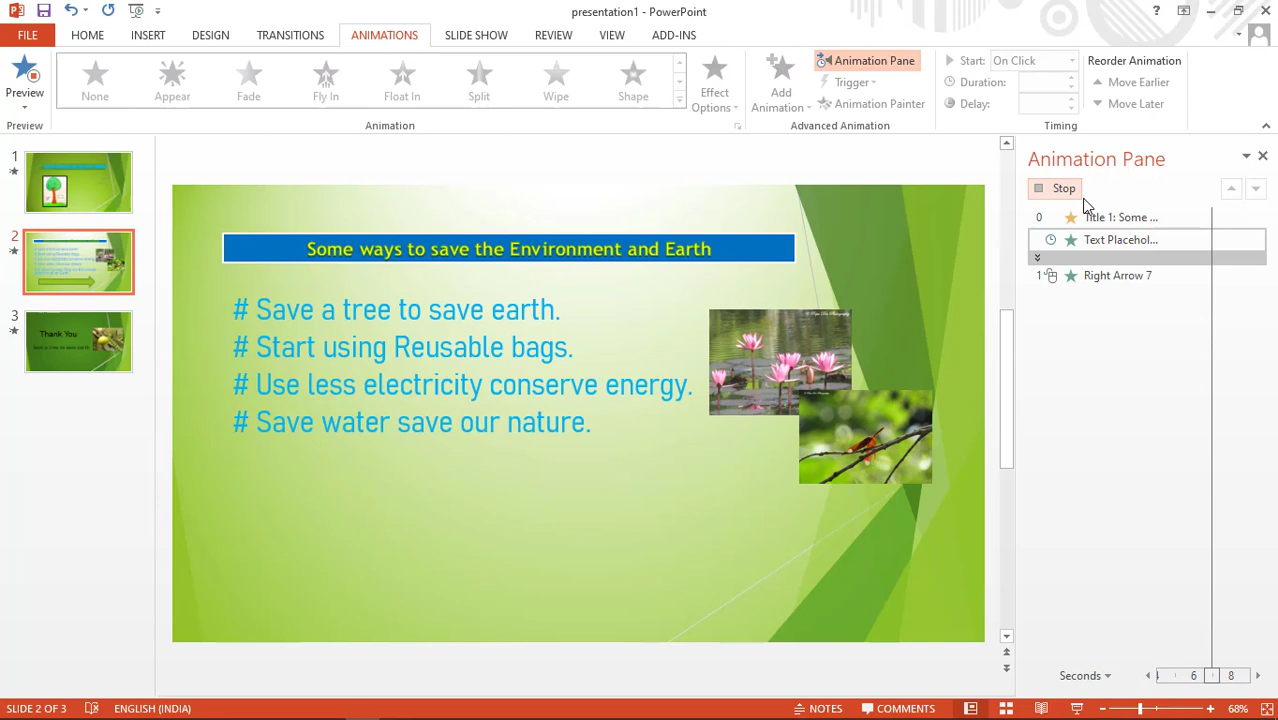 presentation1 - PowerPoint
FILE
HOME
INSERT
DESIGN
TRANSITIONS
ANIMATIONS
SLIDE SHOW
REVIEW
VIEW
ADD-INS
Preview
None
Appear
Fade
Fly In
Float In
Split
Wipe
Shape
Effect
Options
Add
Animation
Animation Pane
Trigger
Animation Painter
Start: On Click
Duration:
Delay:
Reorder Animation
Move Earlier
Move Later
Preview
Animation
Advanced Animation
Timing
1
2
3
Thank You
Some ways to save the Environment and Earth
# Save a tree to save earth.
# Start using Reusable bags.
# Use less electricity conserve energy.
# Save water save our nature.
Animation Pane
Stop
0 Title 1: Some ...
Text Placehol...
1 Right Arrow 7
Seconds
6 8
SLIDE 2 OF 3
ENGLISH (INDIA)
NOTES
COMMENTS
68%